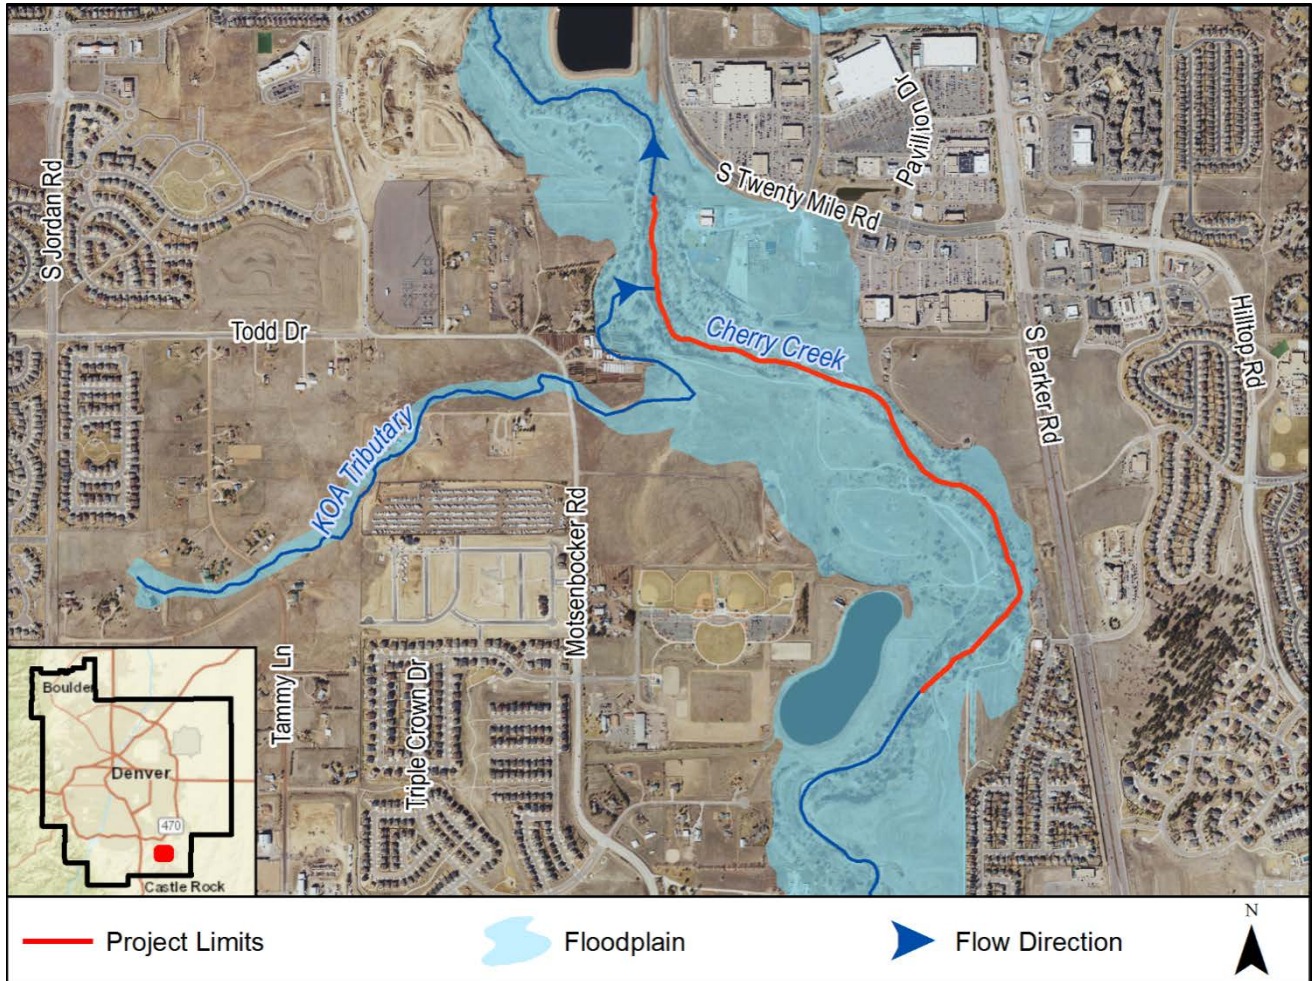 S Jordan Rd
Pavillion Dr
S Twenty Mile Rd
Todd Dr
Cherry Creek
Hilltop Rd
S Parker Rd
KOA Tributary
Motsenbocker Rd
Tammy Ln
Triple Crown Dr
Boulder
Denver
470
Castle Rock
Project Limits
Floodplain
Flow Direction
N